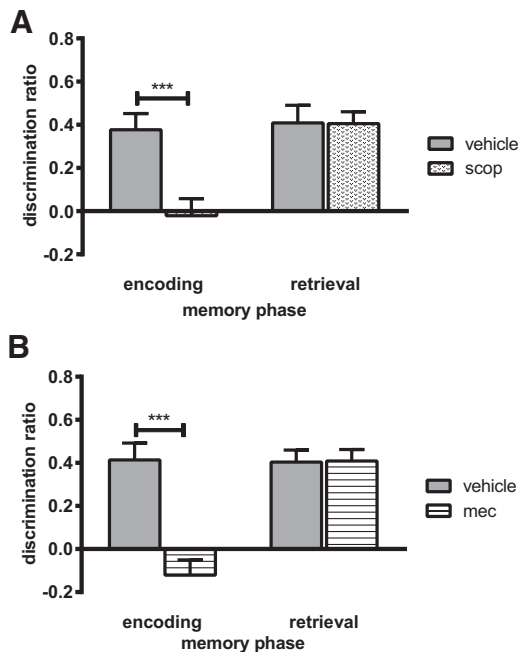 A
0.8
0.6
0.4
0.2
0.0
-0.2
discrimination ratio
***
vehicle
scop
encoding retrieval
memory phase
B
0.8
0.6
0.4
0.2
0.0
-0.2
discrimination ratio
***
vehicle
mec
encoding retrieval
memory phase